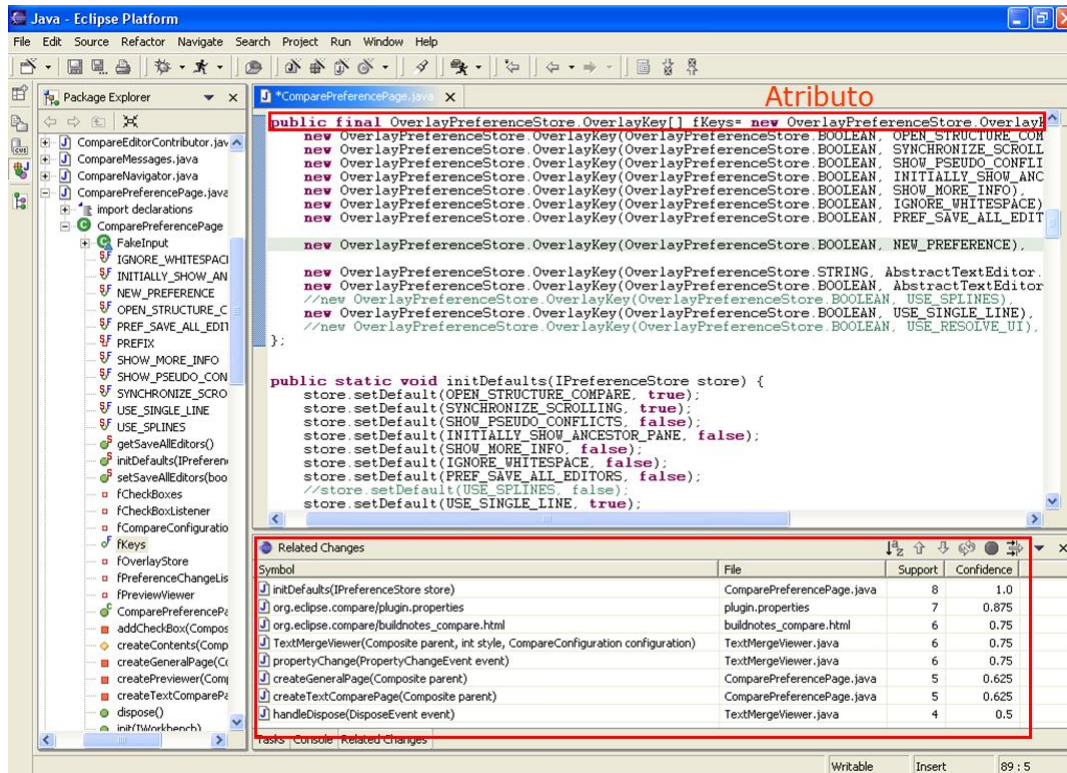 Java - Eclipse Platform
File Edit Source Refactor Navigate Search Project Run Window Help
Package Explorer
CompareEditorContributor.jav
CompareMessages.java
CompareNavigator.java
ComparePreferencePage.java
import declarations
ComparePreferencePage
FakeInput
IGNORE_WHITESPACI
INITIALLY_SHOW_AN
NEW_PREFERENCE
OPEN_STRUCTURE_C
PREF_SAVE_ALL_EDIT
PREFIX
SHOW_MORE_INFO
SHOW_PSEUDO_CON
SYNCHRONIZE_SCRO
USE_SINGLE_LINE
USE_SPLINES
getSaveAllEditors()
initDefaults(IPreferen
setSaveAllEditors(boo
fCheckBoxes
fCheckBoxListener
fCompareConfiguratio
fKeys
fOverlayStore
fPreferenceChangeLis
fPreviewViewer
ComparePreferencePa
addCheckBox(Compos
createContents(Comp
createGeneralPage(Co
createPreviewer(Com
createTextComparePa
dispose()
init(IWorkbench)
*ComparePreferencePage.java
Atributo
public final OverlayPreferenceStore.OverlayKey[] fKeys= new OverlayPreferenceStore.OverlayK
new OverlayPreferenceStore.OverlayKey(OverlayPreferenceStore.BOOLEAN, OPEN_STRUCTURE_COM
new OverlayPreferenceStore.OverlayKey(OverlayPreferenceStore.BOOLEAN, SYNCHRONIZE_SCROLL
new OverlayPreferenceStore.OverlayKey(OverlayPreferenceStore.BOOLEAN, SHOW_PSEUDO_CONFLI
new OverlayPreferenceStore.OverlayKey(OverlayPreferenceStore.BOOLEAN, INITIALLY_SHOW_ANC
new OverlayPreferenceStore.OverlayKey(OverlayPreferenceStore.BOOLEAN, SHOW_MORE_INFO),
new OverlayPreferenceStore.OverlayKey(OverlayPreferenceStore.BOOLEAN, IGNORE_WHITESPACE)
new OverlayPreferenceStore.OverlayKey(OverlayPreferenceStore.BOOLEAN, PREF_SAVE_ALL_EDIT
new OverlayPreferenceStore.OverlayKey(OverlayPreferenceStore.BOOLEAN, NEW_PREFERENCE),
new OverlayPreferenceStore.OverlayKey(OverlayPreferenceStore.STRING, AbstractTextEditor.
new OverlayPreferenceStore.OverlayKey(OverlayPreferenceStore.BOOLEAN, AbstractTextEditor
//new OverlayPreferenceStore.OverlayKey(OverlayPreferenceStore.BOOLEAN, USE_SPLINES),
new OverlayPreferenceStore.OverlayKey(OverlayPreferenceStore.BOOLEAN, USE_SINGLE_LINE),
//new OverlayPreferenceStore.OverlayKey(OverlayPreferenceStore.BOOLEAN, USE_RESOLVE_UI),
};
public static void initDefaults(IPreferenceStore store) {
store.setDefault(OPEN_STRUCTURE_COMPARE, true);
store.setDefault(SYNCHRONIZE_SCROLLING, true);
store.setDefault(SHOW_PSEUDO_CONFLICTS, false);
store.setDefault(INITIALLY_SHOW_ANCESTOR_PANE, false);
store.setDefault(SHOW_MORE_INFO, false);
store.setDefault(IGNORE_WHITESPACE, false);
store.setDefault(PREF_SAVE_ALL_EDITORS, false);
//store.setDefault(USE_SPLINES, false);
store.setDefault(USE_SINGLE_LINE, true);
Related Changes
Symbol File Support Confidence
initDefaults(IPreferenceStore store) ComparePreferencePage.java 8 1.0
org.eclipse.compare/plugin.properties plugin.properties 7 0.875
org.eclipse.compare/buildnotes_compare.html buildnotes_compare.html 6 0.75
TextMergeViewer(Composite parent, int style, CompareConfiguration configuration) TextMergeViewer.java 6 0.75
propertyChange(PropertyChangeEvent event) TextMergeViewer.java 6 0.75
createGeneralPage(Composite parent) ComparePreferencePage.java 5 0.625
createTextComparePage(Composite parent) ComparePreferencePage.java 5 0.625
handleDispose(DisposeEvent event) TextMergeViewer.java 4 0.5
Tasks Console Related Changes
Writable Insert 89 : 5